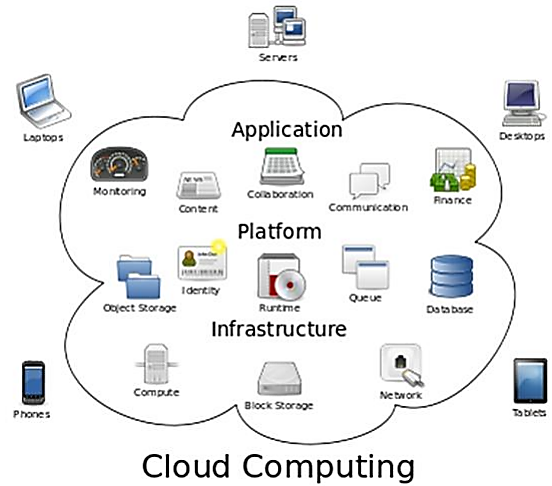 Servers
Laptops
Desktops
Application
Monitoring
Content
Collaboration
Communication
Finance
Platform
Object Storage
Identity
Runtime
Queue
Database
Infrastructure
Compute
Block Storage
Network
Phones
Tablets
Cloud Computing